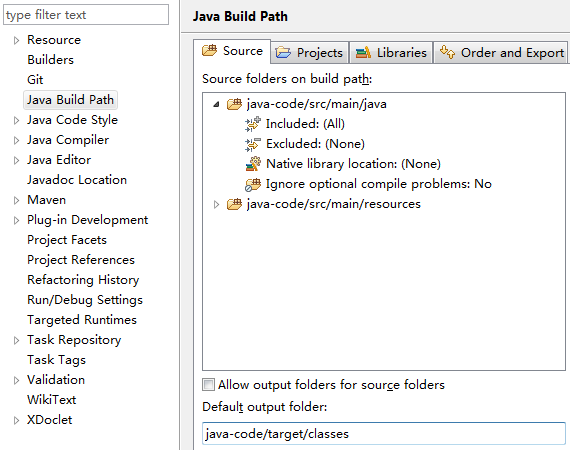 type filter text
Resource
Builders
Git
Java Build Path
Java Code Style
Java Compiler
Java Editor
Javadoc Location
Maven
Plug-in Development
Project Facets
Project References
Refactoring History
Run/Debug Settings
Targeted Runtimes
Task Repository
Task Tags
Validation
WikiText
XDoclet
Java Build Path
Source Projects Libraries Order and Export
Source folders on build path:
java-code/src/main/java
Included: (All)
Excluded: (None)
Native library location: (None)
Ignore optional compile problems: No
java-code/src/main/resources
Allow output folders for source folders
Default output folder:
java-code/target/classes